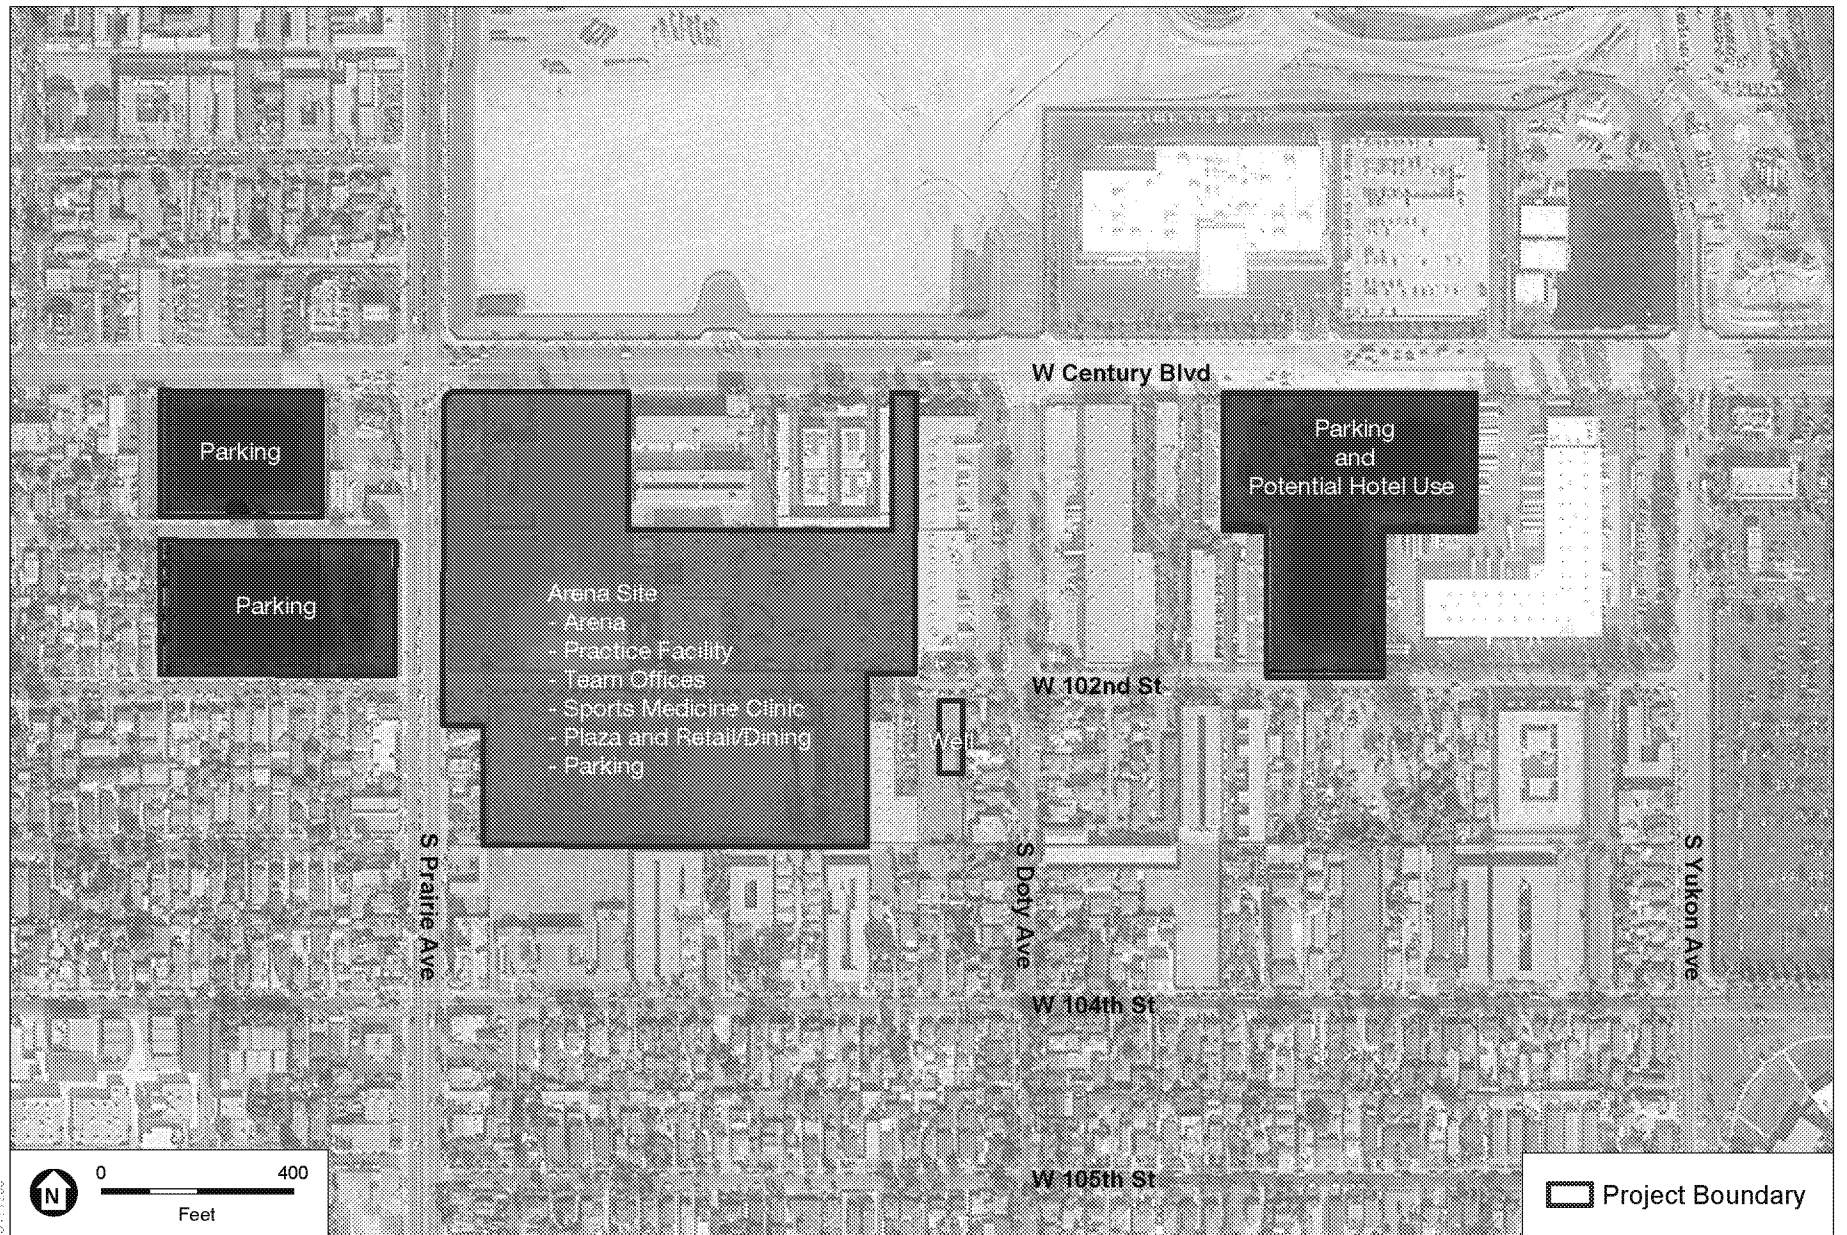 W Century Blvd
Parking
Parking
and
Potential Hotel Use
Parking
Arena Site
- Arena
- Practice Facility
- Team Offices
- Sports Medicine Clinic
- Plaza and Retail/Dining
- Parking
W 102nd St
Well
S Prairie Ave
S Doty Ave
S Yukon Ave
W 104th St
W 105th St
N
0 400
Feet
Project Boundary